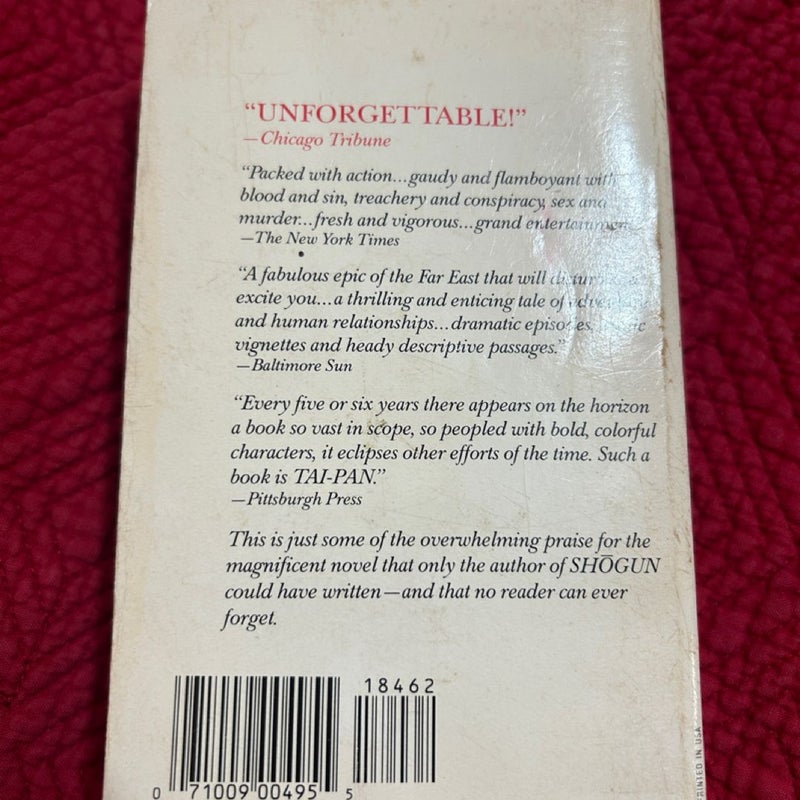 “UNFORGETTABLE!”
—Chicago Tribune
“Packed with action...gaudy and flamboyant with
blood and sin, treachery and conspiracy, sex and
murder...fresh and vigorous...grand entertainment
—The New York Times
“A fabulous epic of the Far East that will disturb
excite you...a thrilling and enticing tale of adventure
and human relationships...dramatic episodes,
vignettes and heady descriptive passages.”
—Baltimore Sun
“Every five or six years there appears on the horizon
a book so vast in scope, so peopled with bold, colorful
characters, it eclipses other efforts of the time. Such a
book is TAI-PAN.”
—Pittsburgh Press
This is just some of the overwhelming praise for the
magnificent novel that only the author of SHŌGUN
could have written—and that no reader can ever
forget.
18462
0 71009 00495 5
PRINTED IN USA